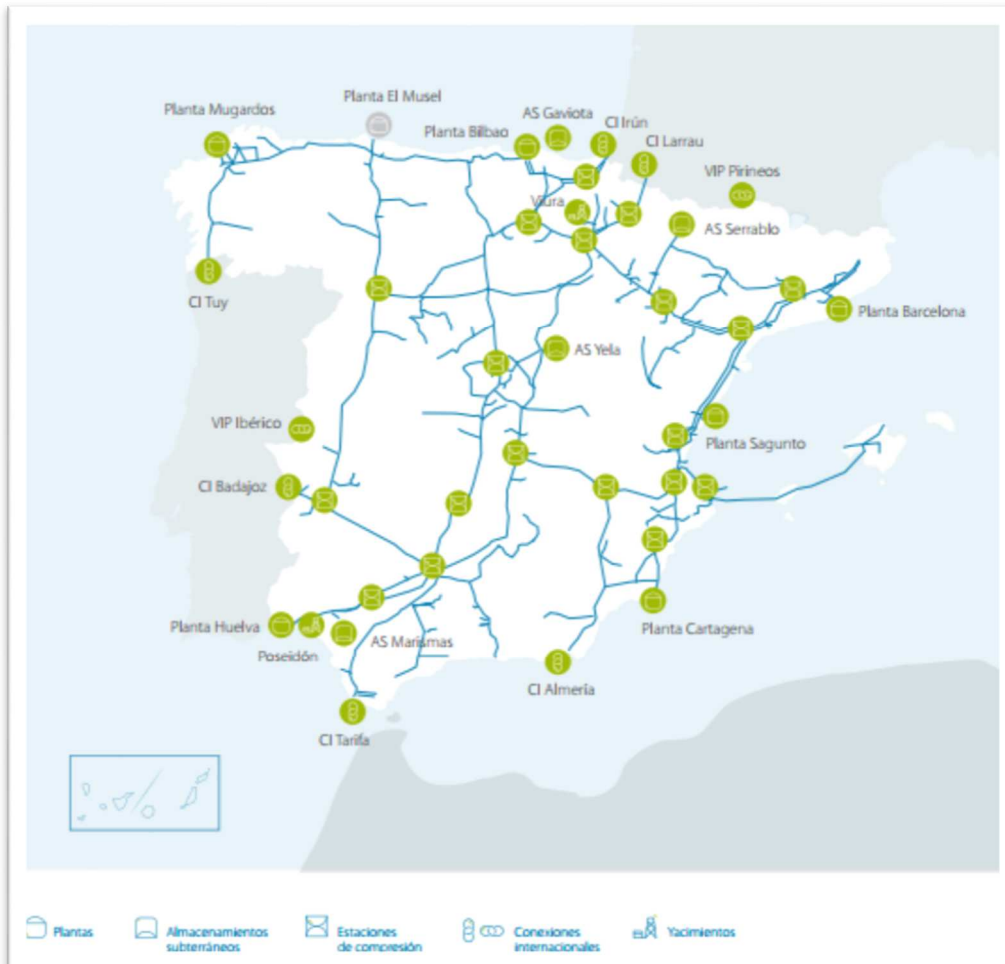 Planta El Musel
Planta Mugardos
AS Gaviota
CI Irún
Planta Bilbao
CI Larrau
VIP Pirineos
Viura
AS Serrablo
CI Tuy
Planta Barcelona
AS Yela
VIP Ibérico
Planta Sagunto
CI Badajoz
Planta Huelva
AS Marismas
Planta Cartagena
Poseidón
CI Almería
CI Tarifa
Plantas
Almacenamientos
subterráneos
Estaciones
de compresión
Conexiones
internacionales
Yacimientos